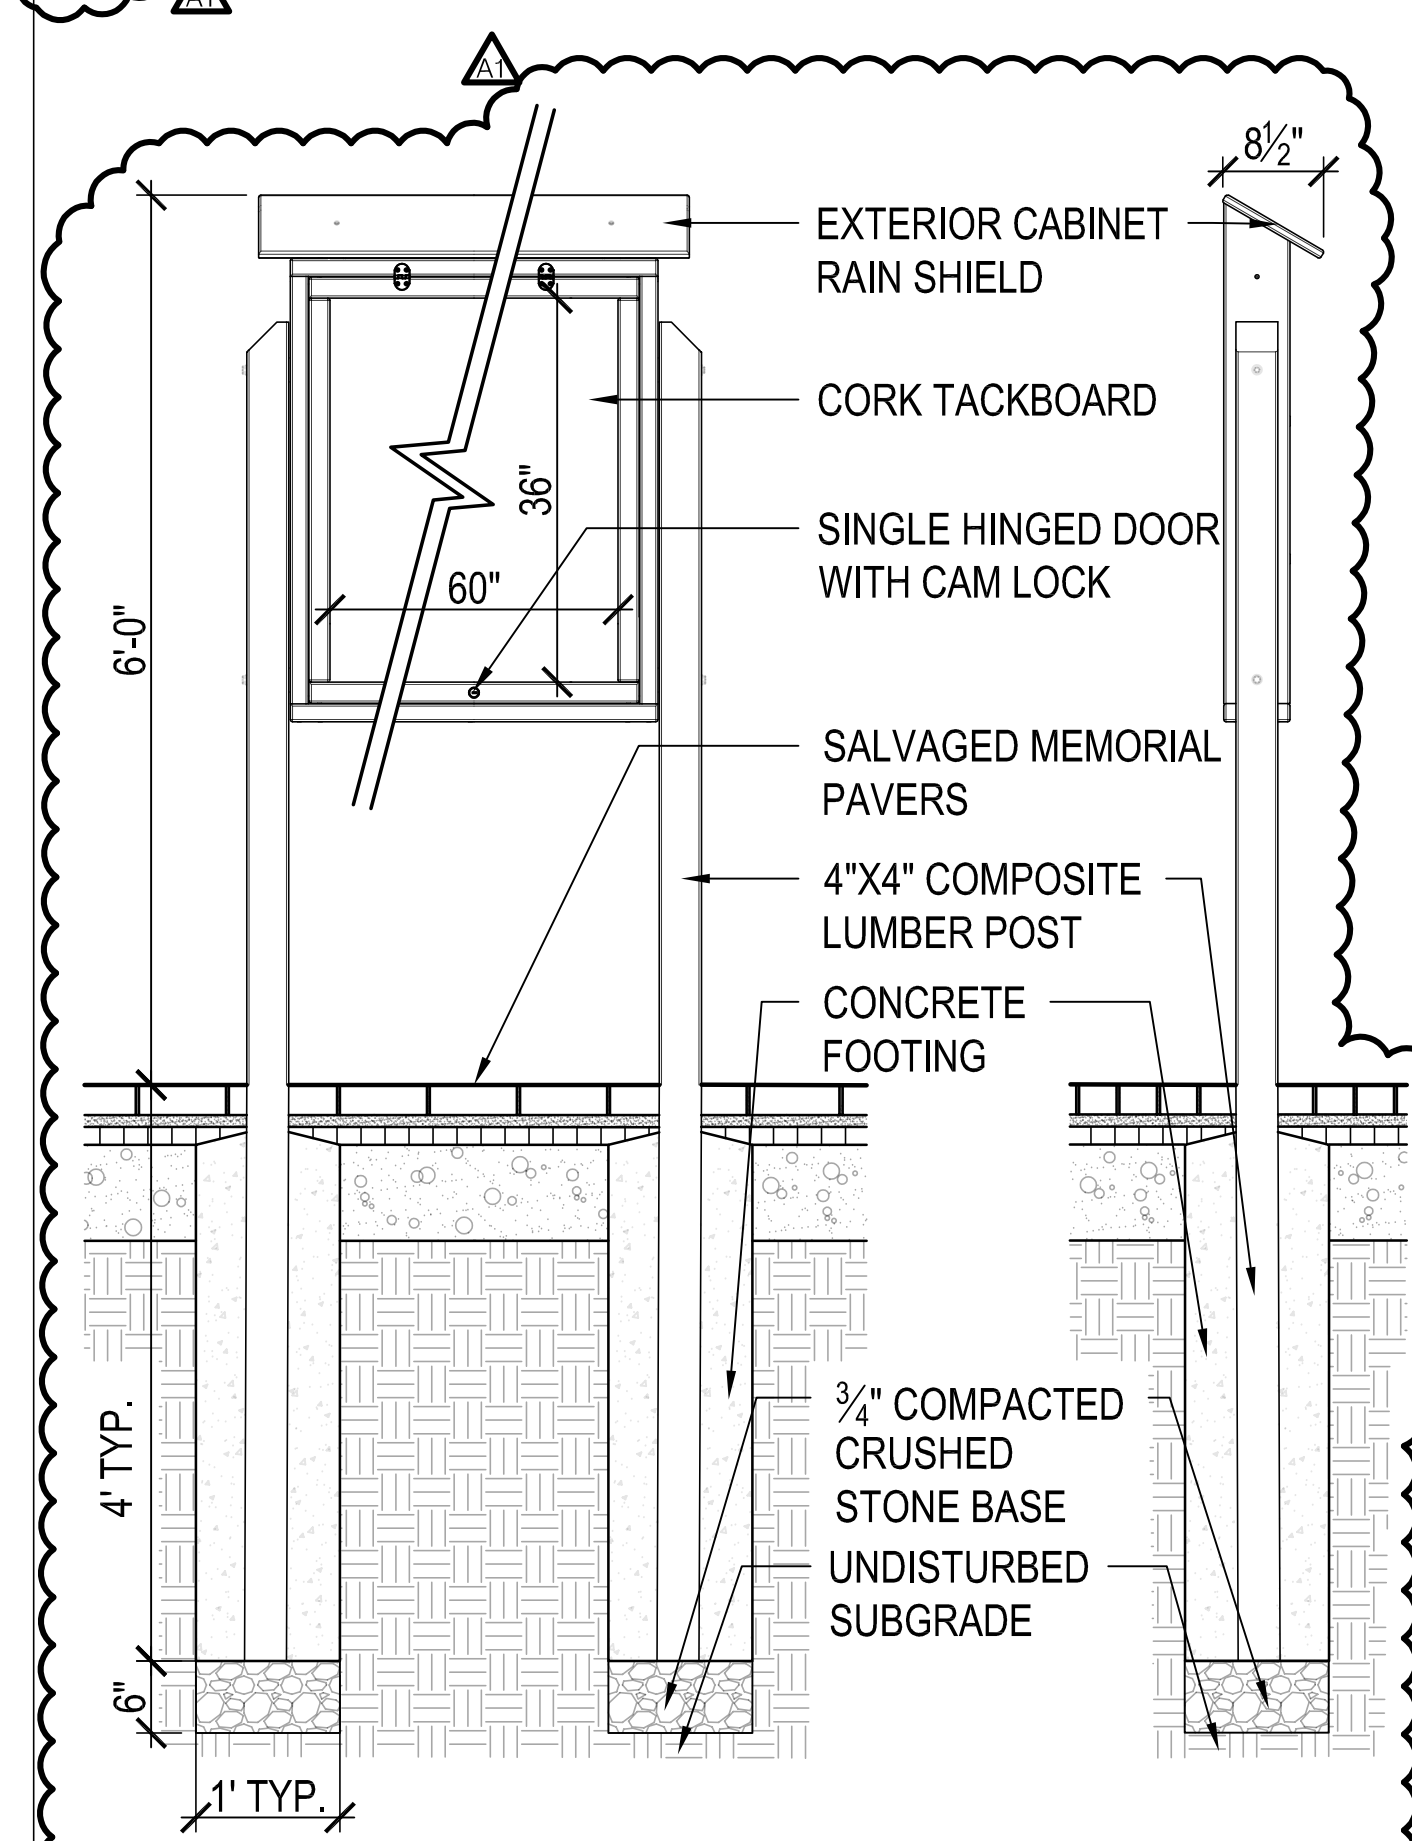 A1
A1
8½"
EXTERIOR CABINET
RAIN SHIELD
CORK TACKBOARD
36"
SINGLE HINGED DOOR
WITH CAM LOCK
60"
6'-0"
SALVAGED MEMORIAL
PAVERS
4"X4" COMPOSITE
LUMBER POST
CONCRETE
FOOTING
¾" COMPACTED
CRUSHED
STONE BASE
4' TYP.
UNDISTURBED
SUBGRADE
6"
1' TYP.